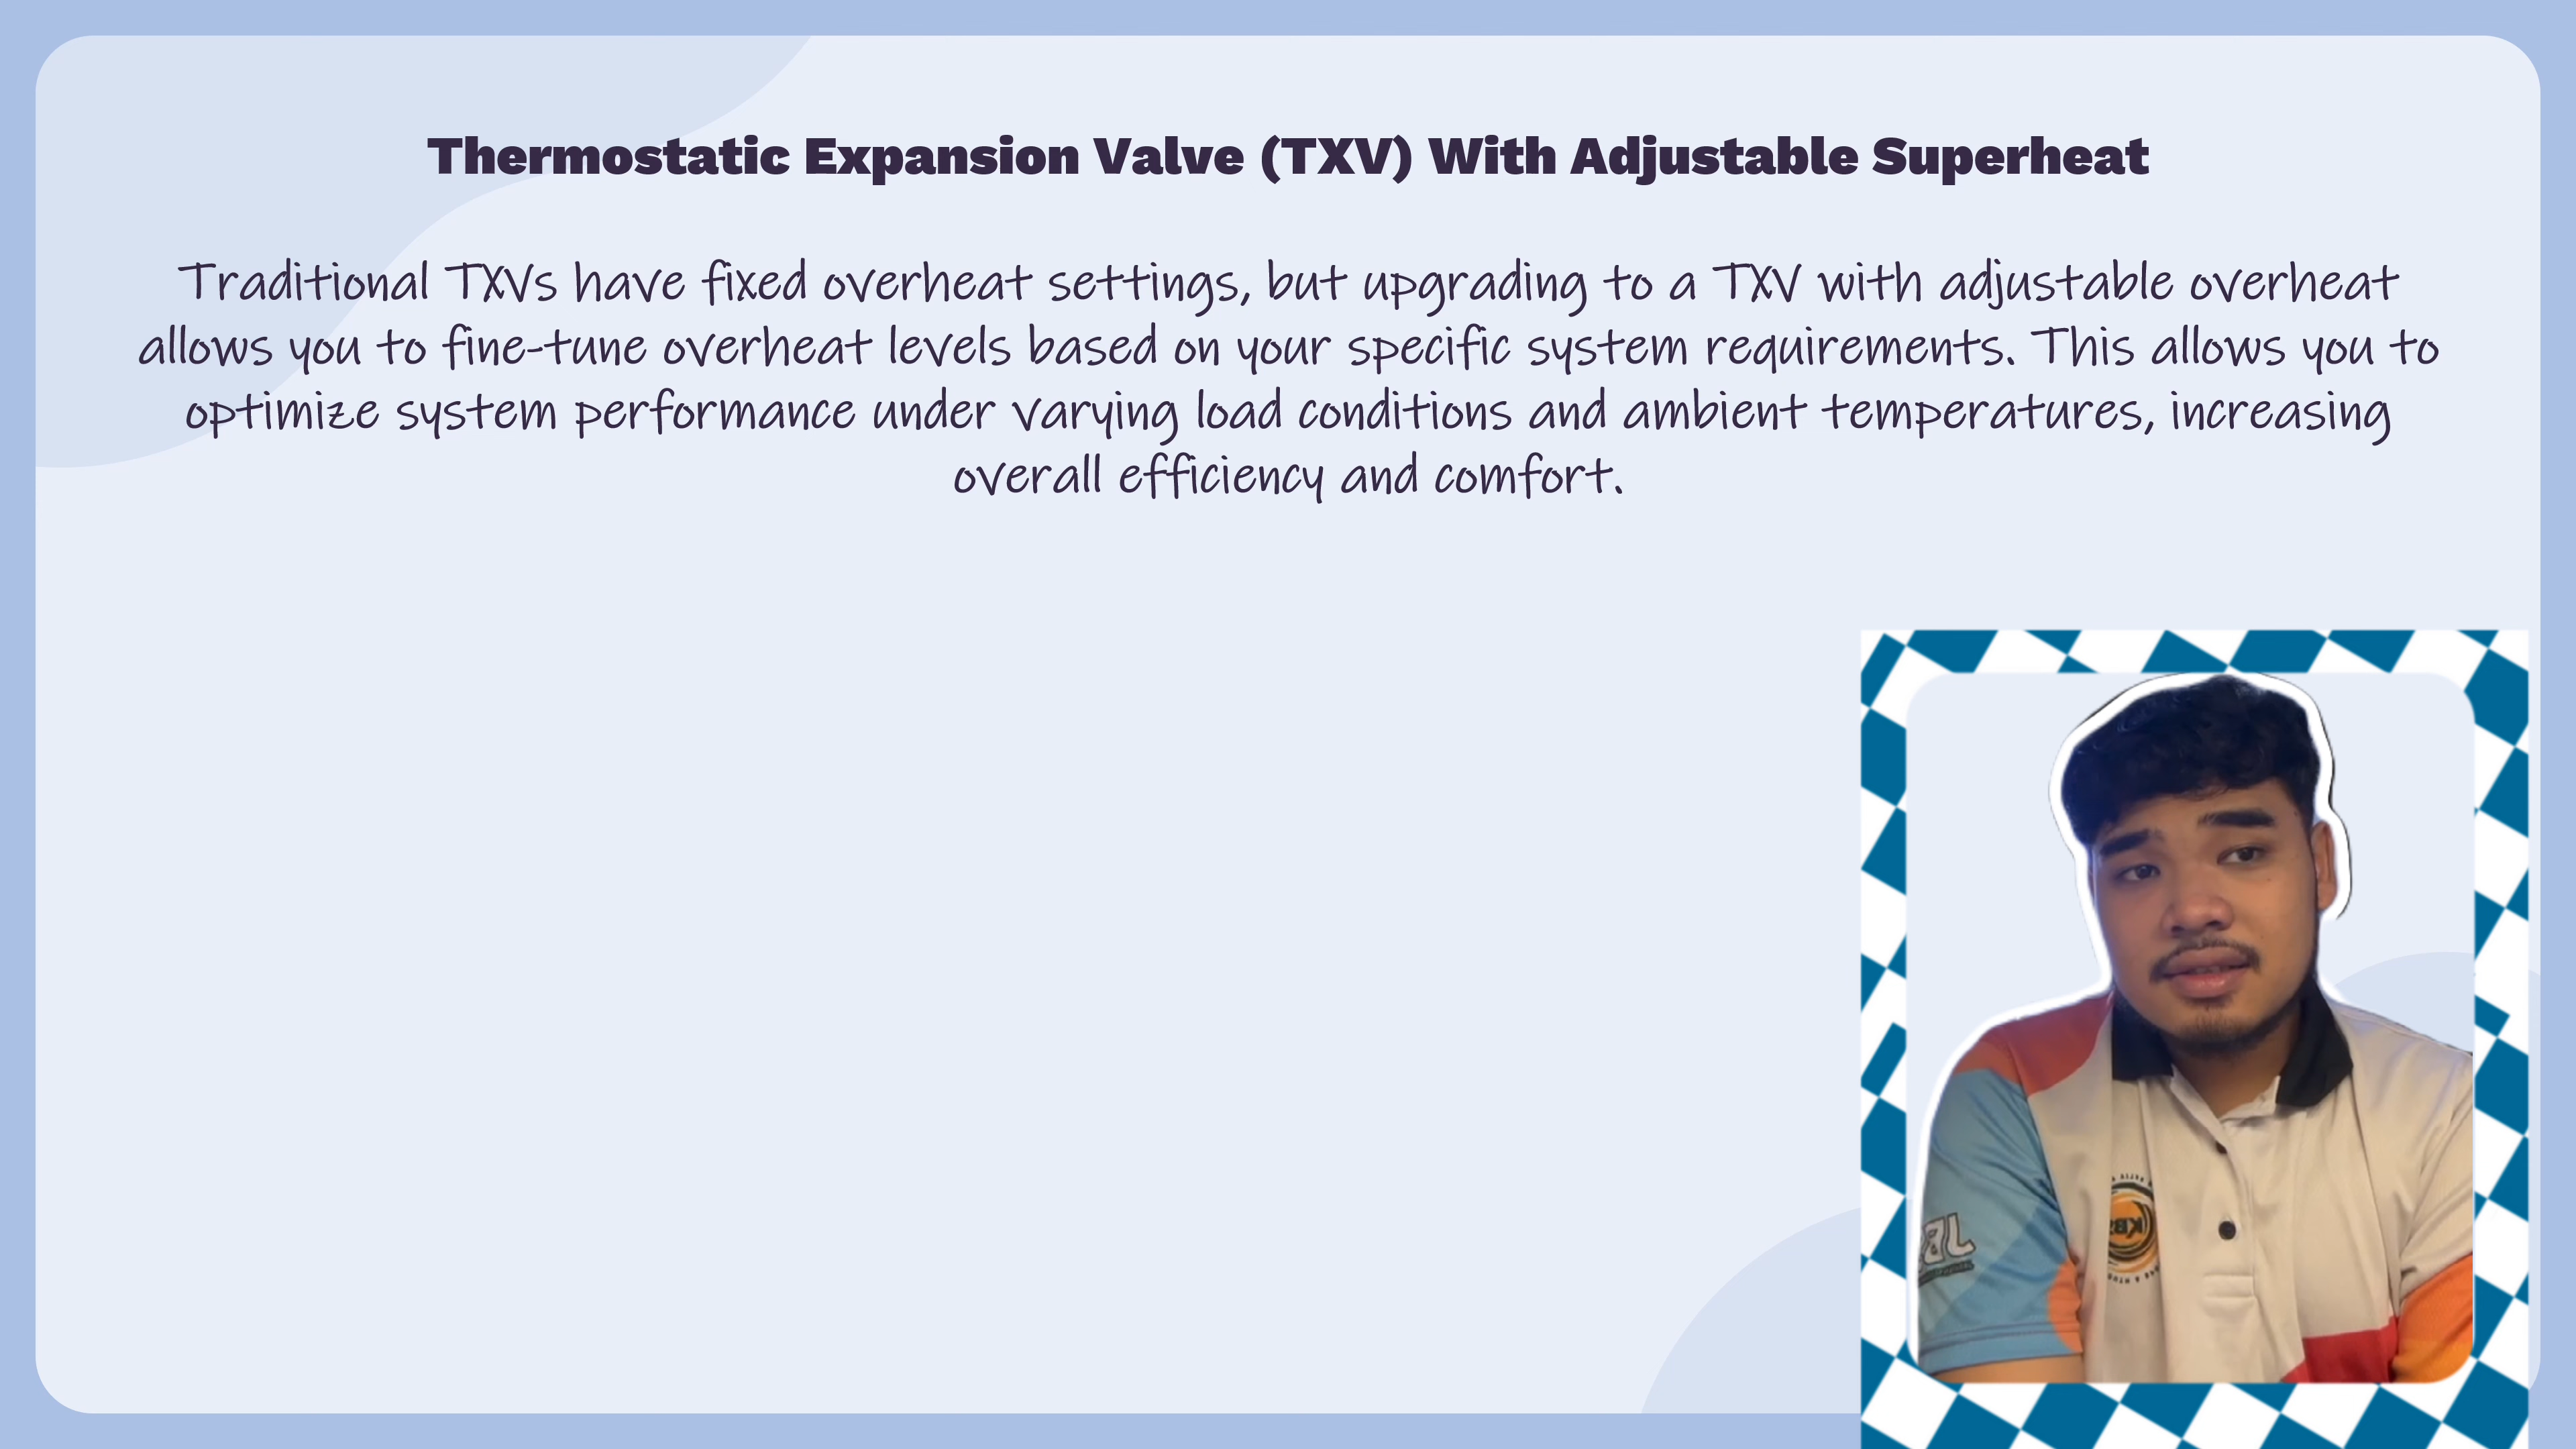 Thermostatic Expansion Valve (TXV) With Adjustable Superheat
Traditional TXVs have fixed overheat settings, but upgrading to a TXV with adjustable overheat
allows you to fine-tune overheat levels based on your specific system requirements. This allows you to
optimize system performance under varying load conditions and ambient temperatures, increasing
overall efficiency and comfort.